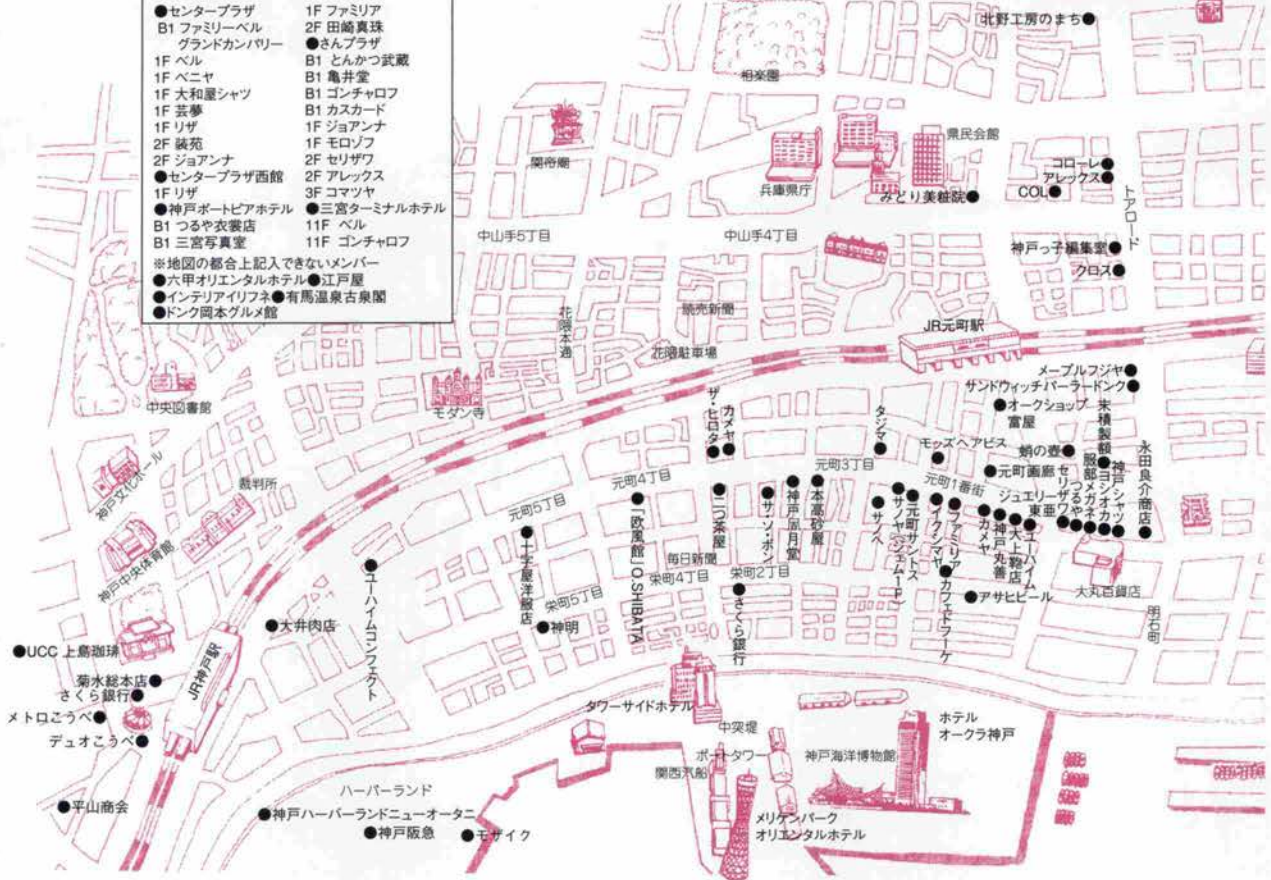 ●センタープラザ
B1 ファミリーベル
グランドカンパリー
1F ベル
1F ベニヤ
1F 大和屋シャツ
1F 芸夢
1F リザ
2F 装苑
2F ジョアンナ
●センタープラザ西館
1F リザ
●神戸ポートピアホテル
B1 つるや衣裳店
B1 三宮写真室
1F ファミリア
2F 田崎真珠
●さんプラザ
B1 とんかつ武蔵
B1 亀井堂
B1 ゴンチャロフ
B1 カスカード
1F ジョアンナ
1F モロゾフ
2F セリザワ
2F アレックス
3F コマツヤ
●三宮ターミナルホテル
11F ベル
11F ゴンチャロフ
※地図の都合上記入できないメンバー
●六甲オリエンタルホテル●江戸屋
●インテリアイリフネ●有馬温泉古泉閣
●ドンク岡本グルメ館
北野工房のまち●
相楽園
関帝廟
兵庫県庁
県民会館
みどり美粧院●
コローレ●
アレックス●
COL●
トアロード
中山手5丁目
中山手4丁目
神戸っ子編集室●
クロス●
読売新聞
花隈本通
花隈駐車場
JR元町駅
メープルフジヤ●
サンドウィッチパーラードンク●
中央図書館
モダン寺
ザ・ヒロタ
カメヤ
タジマ
●オークショップ
富屋
モッズヘアビス
蛸の壺●
末積製額
永田良介商店
神戸文化ホール
裁判所
元町3丁目
元町4丁目
元町5丁目
元町1番街
●元町画廊
ジュエリー
東亜
セリザワ
つるや
服部メガネ
ヨシオカ
神戸シャツ
神戸中央体育館
ユーハイムコンフェクト
十字屋洋服店
「欧風館」O.SHIBATA
二つ茶屋
サ・ソ・ボン
神戸凮月堂
本高砂屋
サノへ
サノヤ(ジェム1F)
元町サントス
イクシマヤ
ファミリア
カメヤ
神戸丸善
大上鞄店
ユーハイム
カフェドラーゲ
●アサヒビール
大丸百貨店
明石町
毎日新聞
栄町4丁目
栄町2丁目
栄町5丁目
さくら銀行
●神明
●大井肉店
●UCC 上島珈琲
菊水総本店●
さくら銀行●
メトロこうべ●
デュオこうべ●
JR神戸駅
●平山商会
タワーサイドホテル
中突堤
ポートタワー
関西汽船
神戸海洋博物館
ホテル
オークラ神戸
メリケンパーク
オリエンタルホテル
ハーバーランド
●神戸ハーバーランドニューオータニ
●神戸阪急
●モザイク